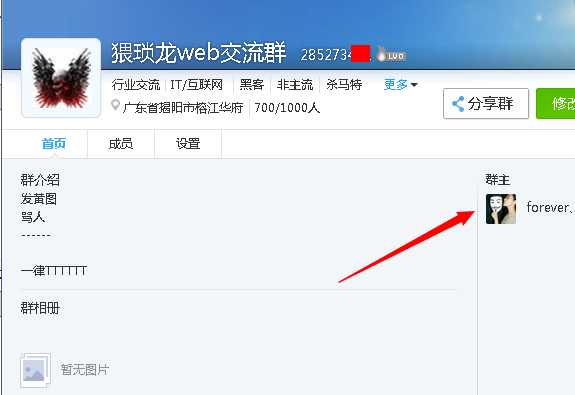 猥琐龙web交流群 2852734 LV0
行业交流 IT/互联网 黑客 非主流 杀马特 更多
广东省揭阳市榕江华府 700/1000人
分享群 修改
首页 成员 设置
群介绍
发黄图
骂人
------
一律TTTTTT
群相册
暂无图片
群主
forever、